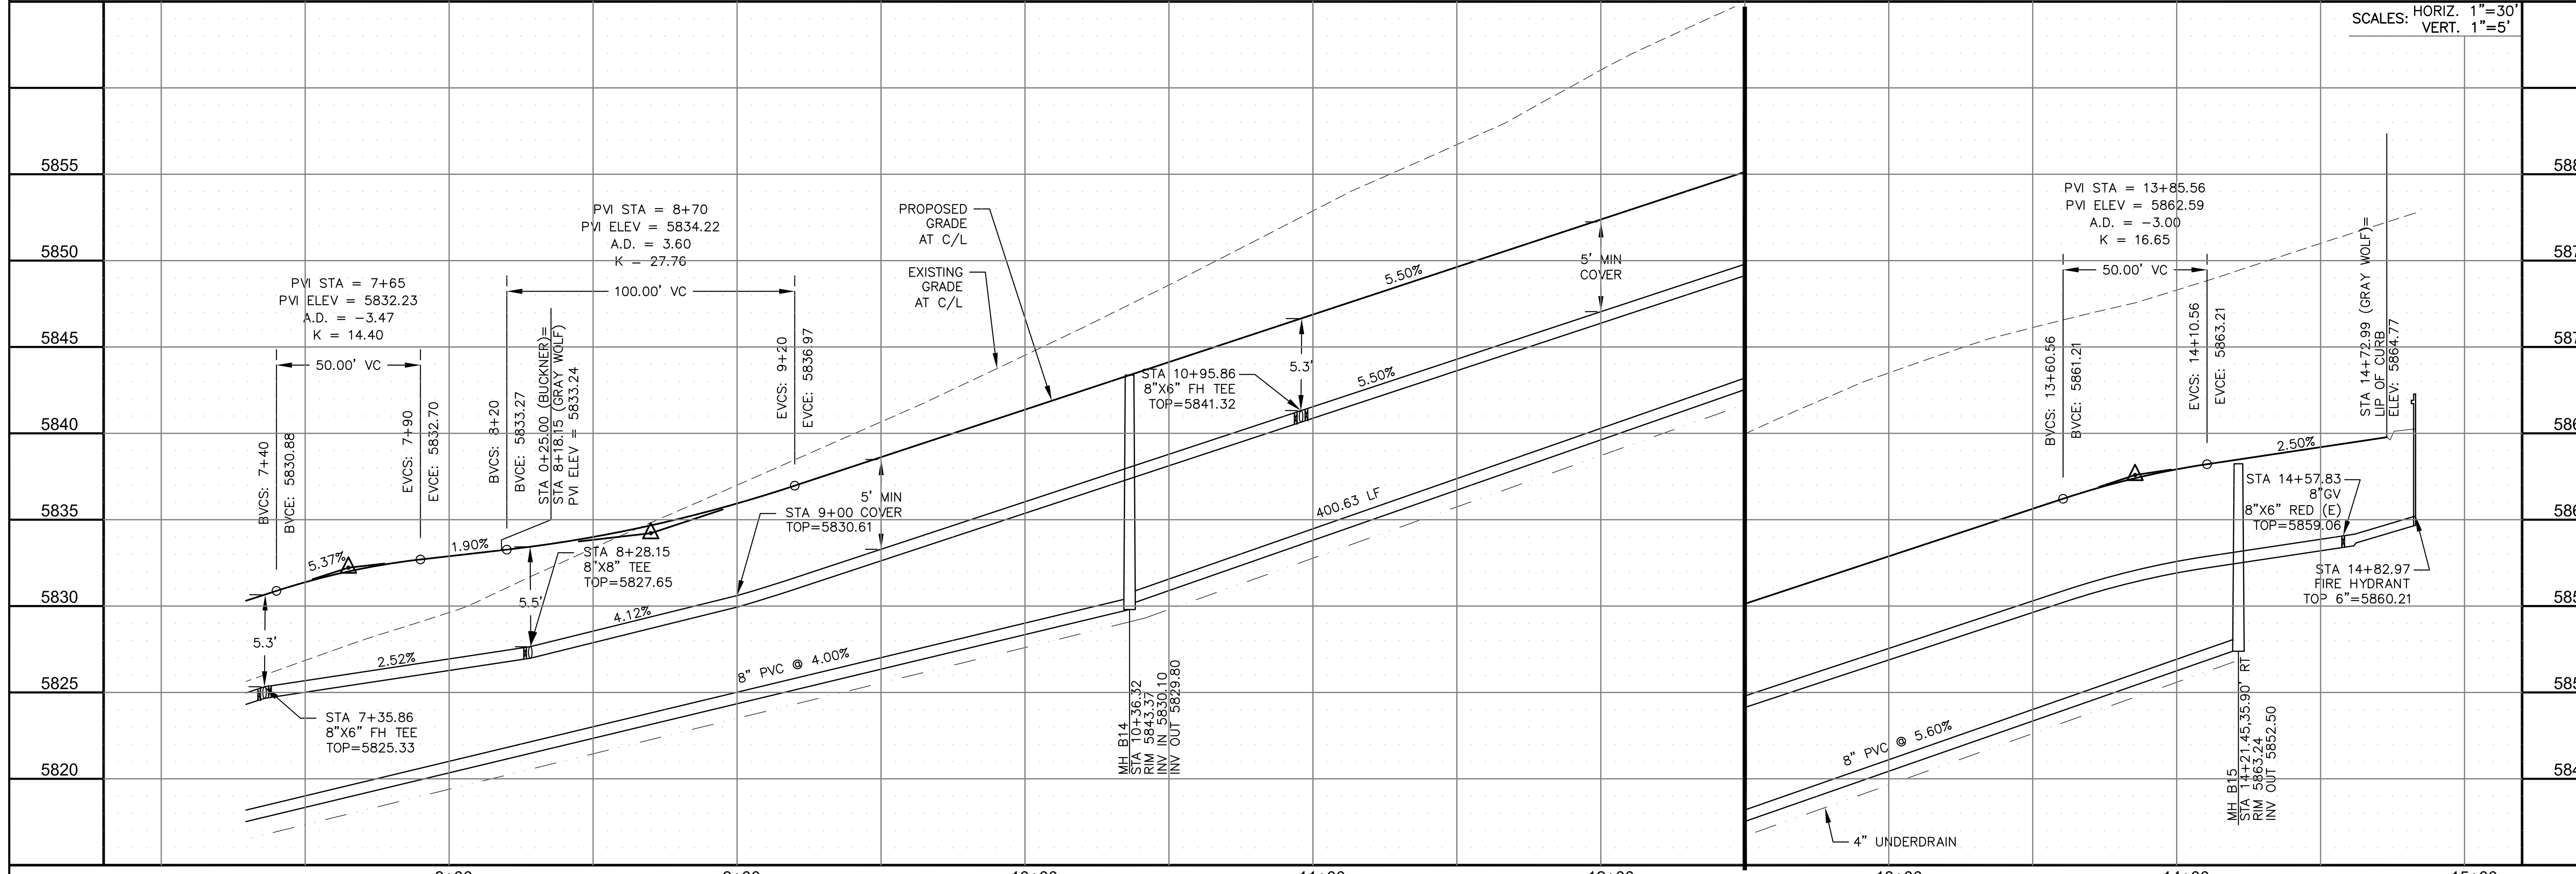 SCALES: HORIZ. 1"=30'
VERT. 1"=5'
5855
5850
5845
5840
5835
5830
5825
5820
PVI STA = 7+65
PVI ELEV = 5832.23
A.D. = -3.47
K = 14.40
50.00' VC
BVCS: 7+40
BVCE: 5830.88
EVCS: 7+90
EVCE: 5832.70
PVI STA = 8+70
PVI ELEV = 5834.22
A.D. = 3.60
K = 27.76
100.00' VC
BVCS: 8+20
BVCE: 5833.27
STA 0+25.00 (BUCKNER)=
STA 8+18.15 (GRAY WOLF)
PVI ELEV = 5833.24
EVCS: 9+20
EVCE: 5836.97
PROPOSED
GRADE
AT C/L
EXISTING
GRADE
AT C/L
5.37%
1.90%
5.50%
5.3'
5.5'
2.52%
4.12%
STA 7+35.86
8"X6" FH TEE
TOP=5825.33
STA 8+28.15
8"X8" TEE
TOP=5827.65
STA 9+00
TOP=5830.61
5' MIN
COVER
STA 10+95.86
8"X6" FH TEE
TOP=5841.32
5.3'
5.50%
5' MIN
COVER
400.63 LF
8" PVC @ 4.00%
MH B14
STA 10+36.32
RIM 5843.37
INV IN 5830.10
INV OUT 5829.80
PVI STA = 13+85.56
PVI ELEV = 5862.59
A.D. = -3.00
K = 16.65
50.00' VC
BVCS: 13+60.56
BVCE: 5861.21
EVCS: 14+10.56
EVCE: 5863.21
STA 14+72.99 (GRAY WOLF)=
LIP OF CURB
ELEV: 5864.77
2.50%
STA 14+57.83
8"GV
8"X6" RED (E)
TOP=5859.06
STA 14+82.97
FIRE HYDRANT
TOP 6"=5860.21
8" PVC @ 5.60%
MH B15
STA 14+21.45,35.90' RT
RIM 5863.24
INV OUT 5852.50
4" UNDERDRAIN